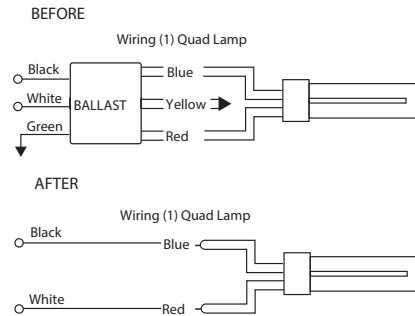 BEFORE
Wiring (1) Quad Lamp
Black
Blue
White
BALLAST
Yellow
Green
Red
AFTER
Wiring (1) Quad Lamp
Black
Blue
White
Red